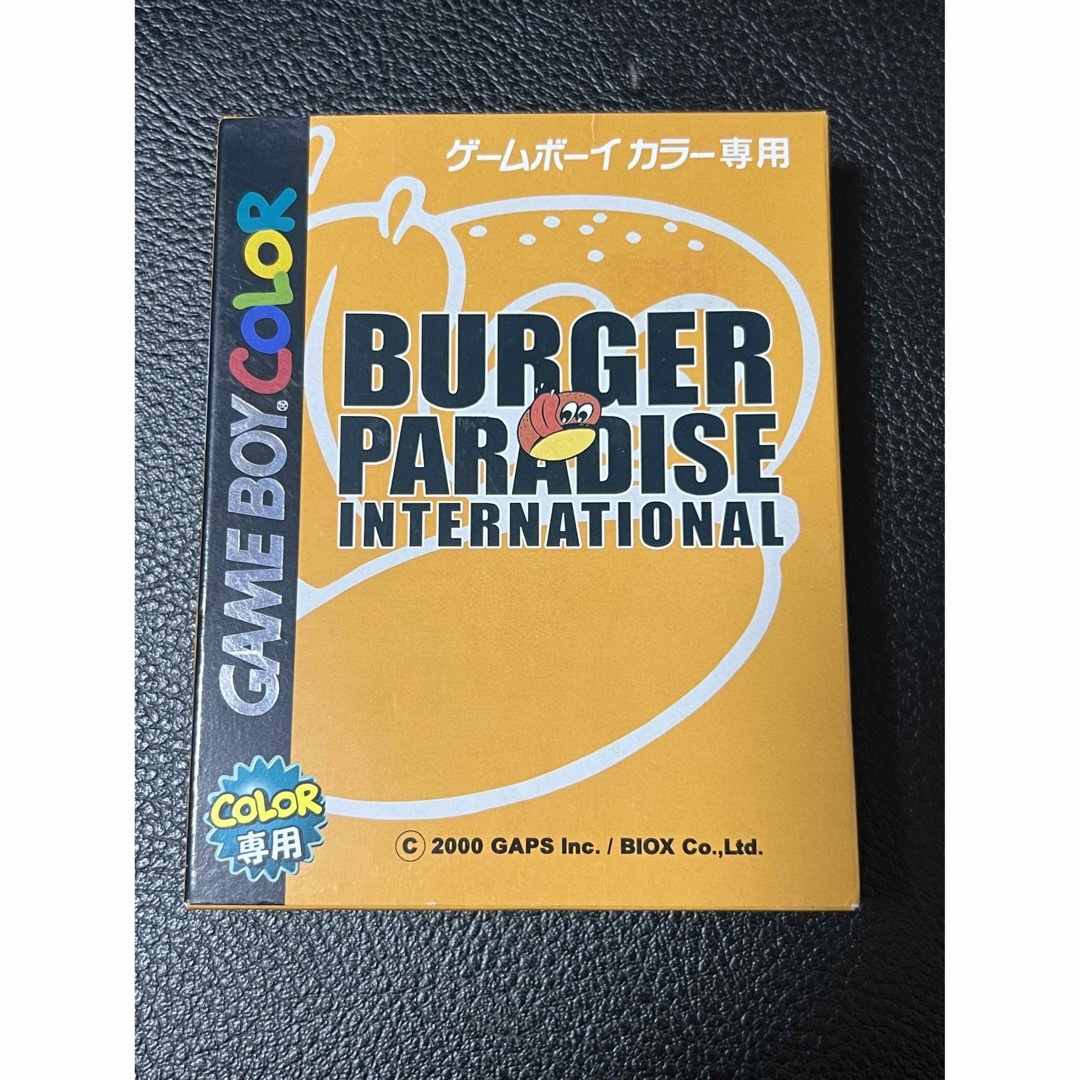 ゲームボーイ カラー専用
GAME BOY COLOR
BURGER
PARADISE
INTERNATIONAL
COLOR
専用
Ⓒ 2000 GAPS Inc. / BIOX Co.,Ltd.